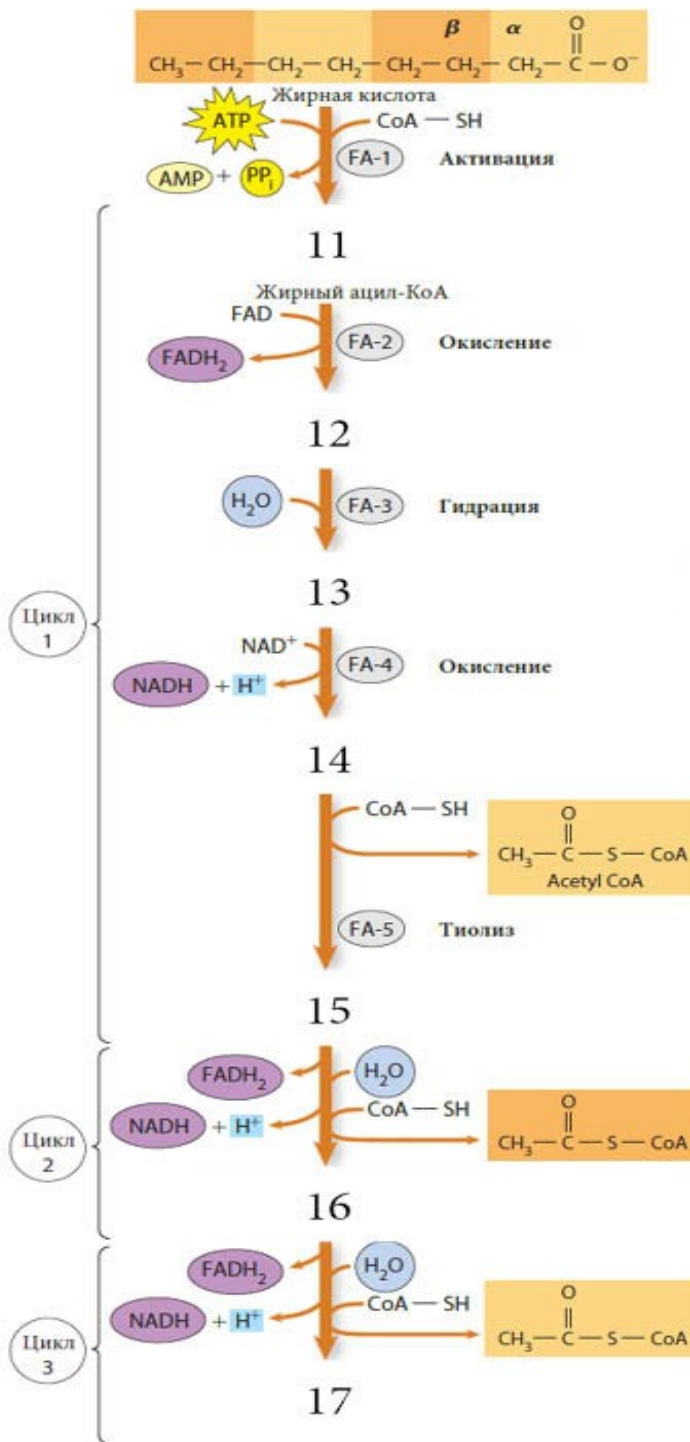 β α
O
CH₃ — CH₂ — CH₂ — CH₂ — CH₂ — CH₂ — CH₂ — C — O⁻
Жирная кислота
ATP CoA — SH
FA-1 Активация
AMP + PPᵢ
11
Жирный ацил-КоА
FAD
FA-2 Окисление
FADH₂
12
H₂O FA-3 Гидрация
13
Цикл
1
NAD⁺
FA-4 Окисление
NADH + H⁺
14
CoA — SH
O
CH₃ — C — S — CoA
Acetyl CoA
FA-5 Тиолиз
15
FADH₂ H₂O
NADH + H⁺ CoA — SH
O
CH₃ — C — S — CoA
Цикл
2
16
FADH₂ H₂O
NADH + H⁺ CoA — SH
O
CH₃ — C — S — CoA
Цикл
3
17